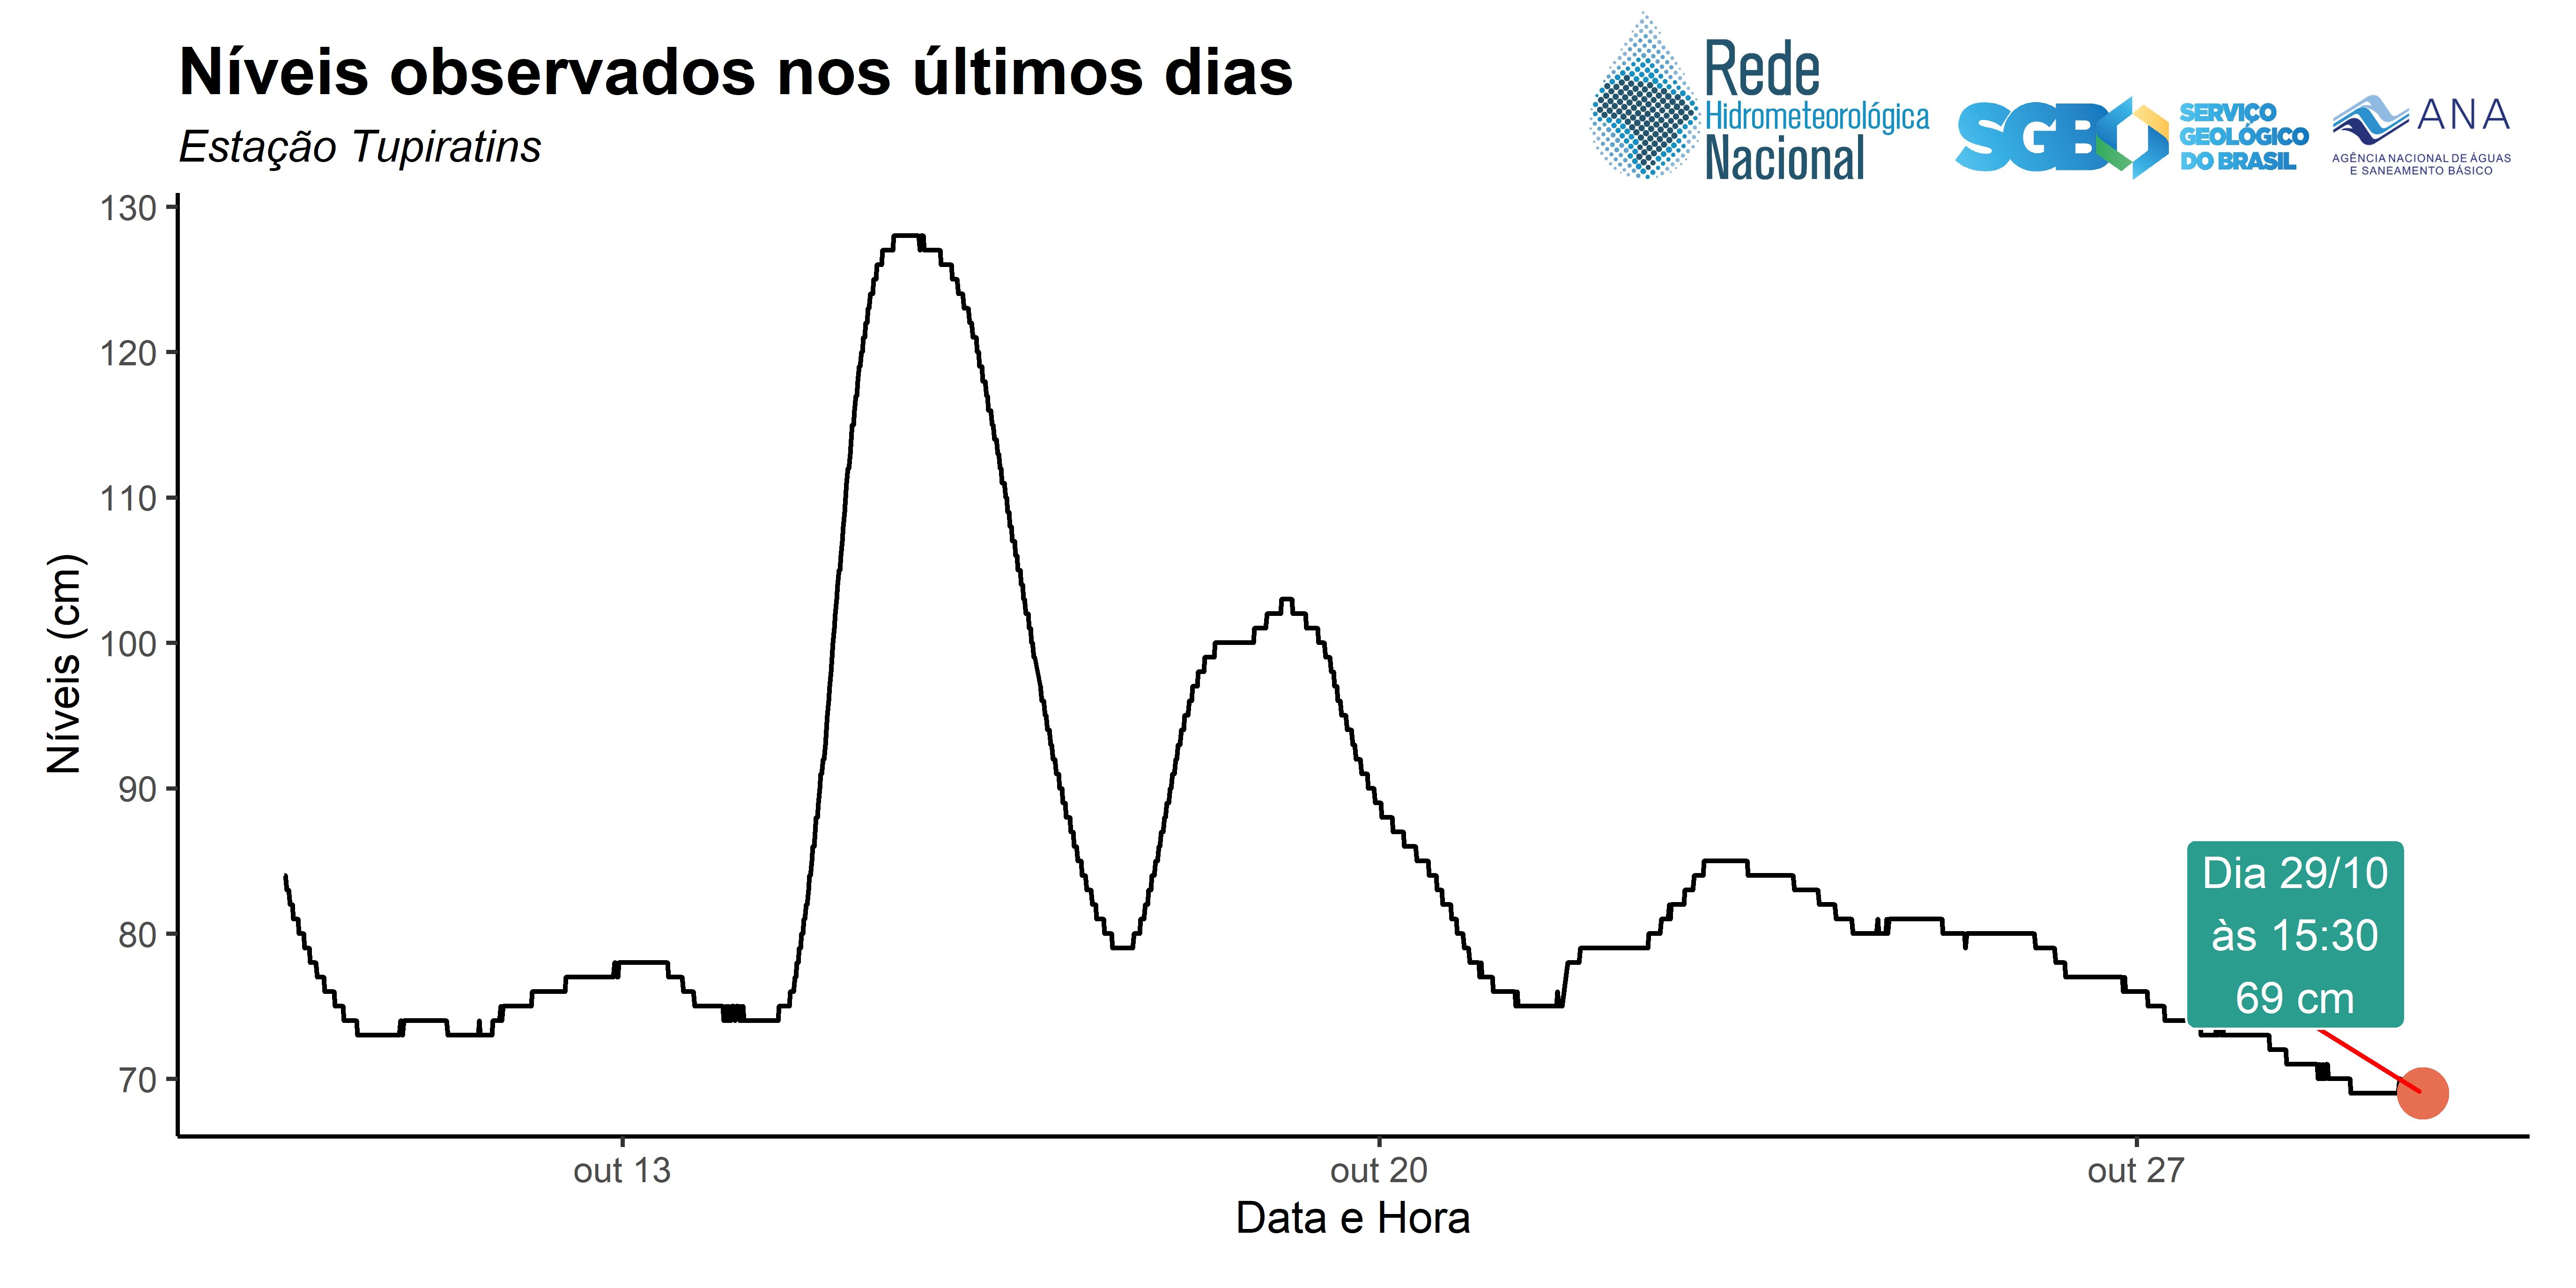 Níveis observados nos últimos dias
Estação Tupiratins
Rede
Hidrometeorológica
Nacional
SGB
SERVIÇO
GEOLÓGICO
DO BRASIL
ANA
AGÊNCIA NACIONAL DE ÁGUAS
E SANEAMENTO BÁSICO
Níveis (cm)
130
120
110
100
90
80
70
Dia 29/10
às 15:30
69 cm
out 13
out 20
out 27
Data e Hora